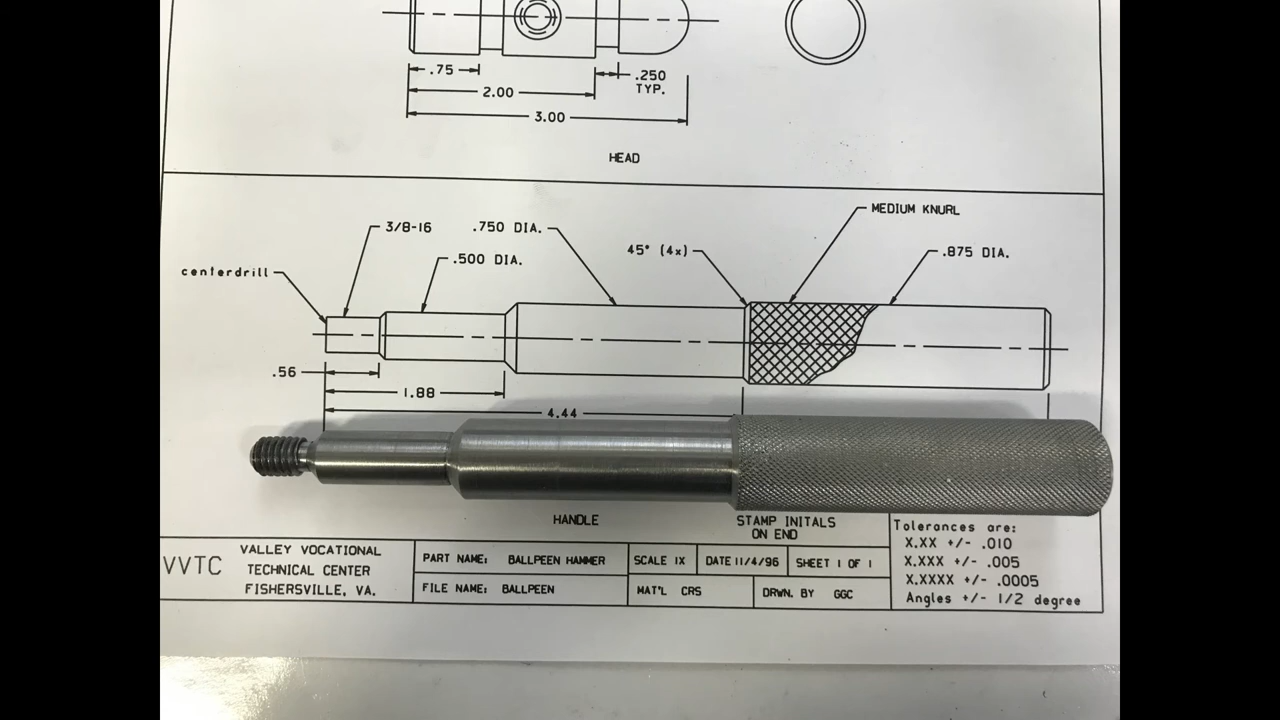 .75
.250
TYP.
2.00
3.00
HEAD
MEDIUM KNURL
3/8-16
.750 DIA.
45° (4x)
.875 DIA.
.500 DIA.
centerdrill
.56
1.88
4.44
HANDLE
STAMP INITALS
ON END
VVTC
VALLEY VOCATIONAL
TECHNICAL CENTER
FISHERSVILLE, VA.
PART NAME: BALLPEEN HAMMER
SCALE 1X
DATE 11/4/96
SHEET 1 OF 1
FILE NAME: BALLPEEN
MAT'L CRS
DRWN. BY GGC
Tolerances are:
X.XX +/- .010
X.XXX +/- .005
X.XXXX +/- .0005
Angles +/- 1/2 degree